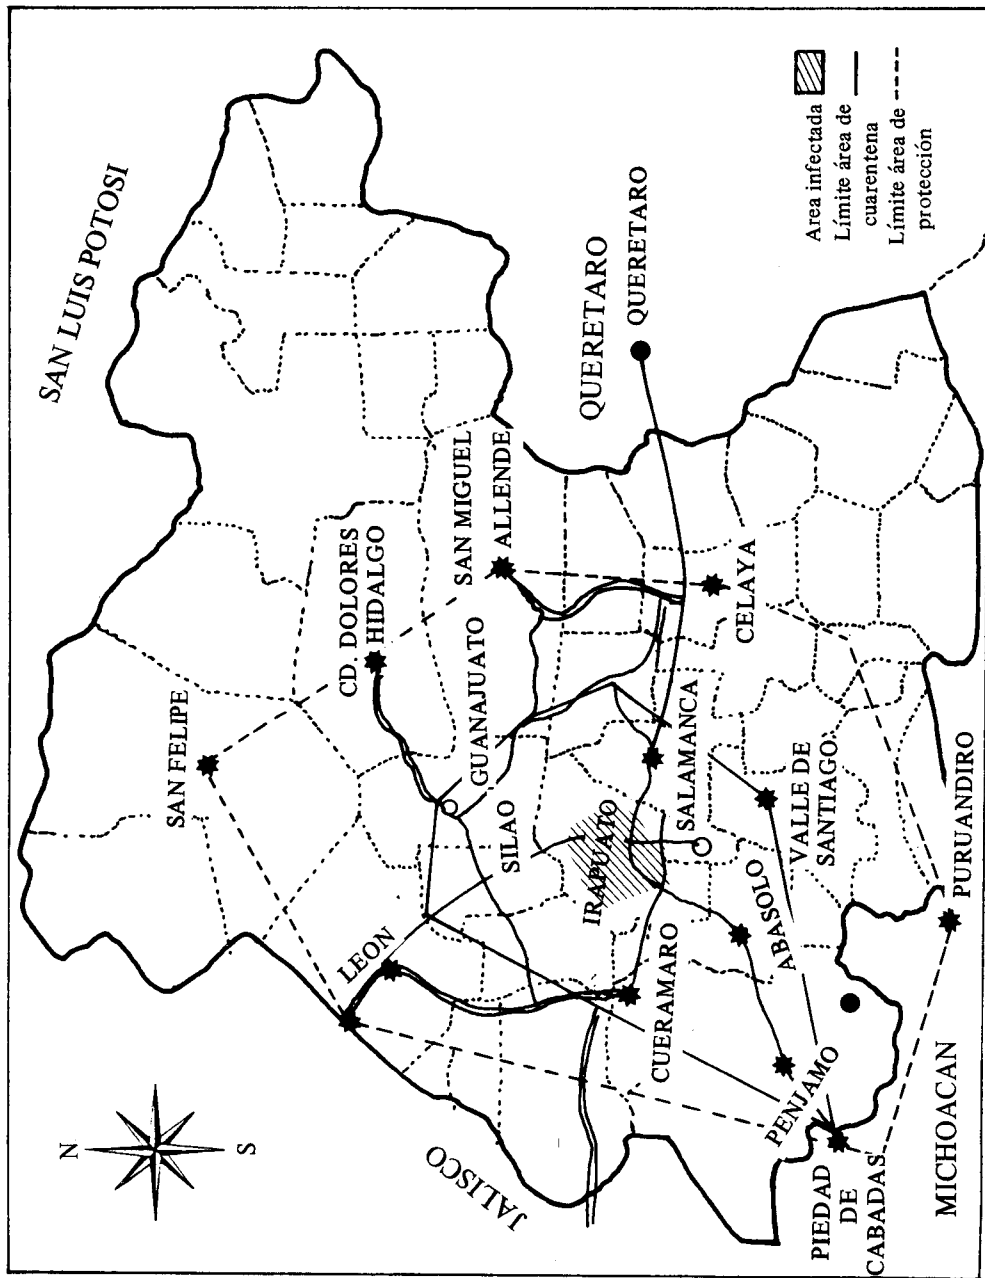 SAN LUIS POTOSI
N
S
SAN FELIPE
CD. DOLORES
HIDALGO
SAN MIGUEL
ALLENDE
GUANAJUATO
LEON
SILAO
QUERETARO
QUERETARO
JALISCO
IRAPUATO
SALAMANCA
CELAYA
CUERAMARO
ABASOLO
VALLE DE
SANTIAGO
PENJAMO
PIEDAD
DE
CABADAS
MICHOACAN
PURUANDIRO
Area infectada
Límite área de
cuarentena
Límite área de
protección